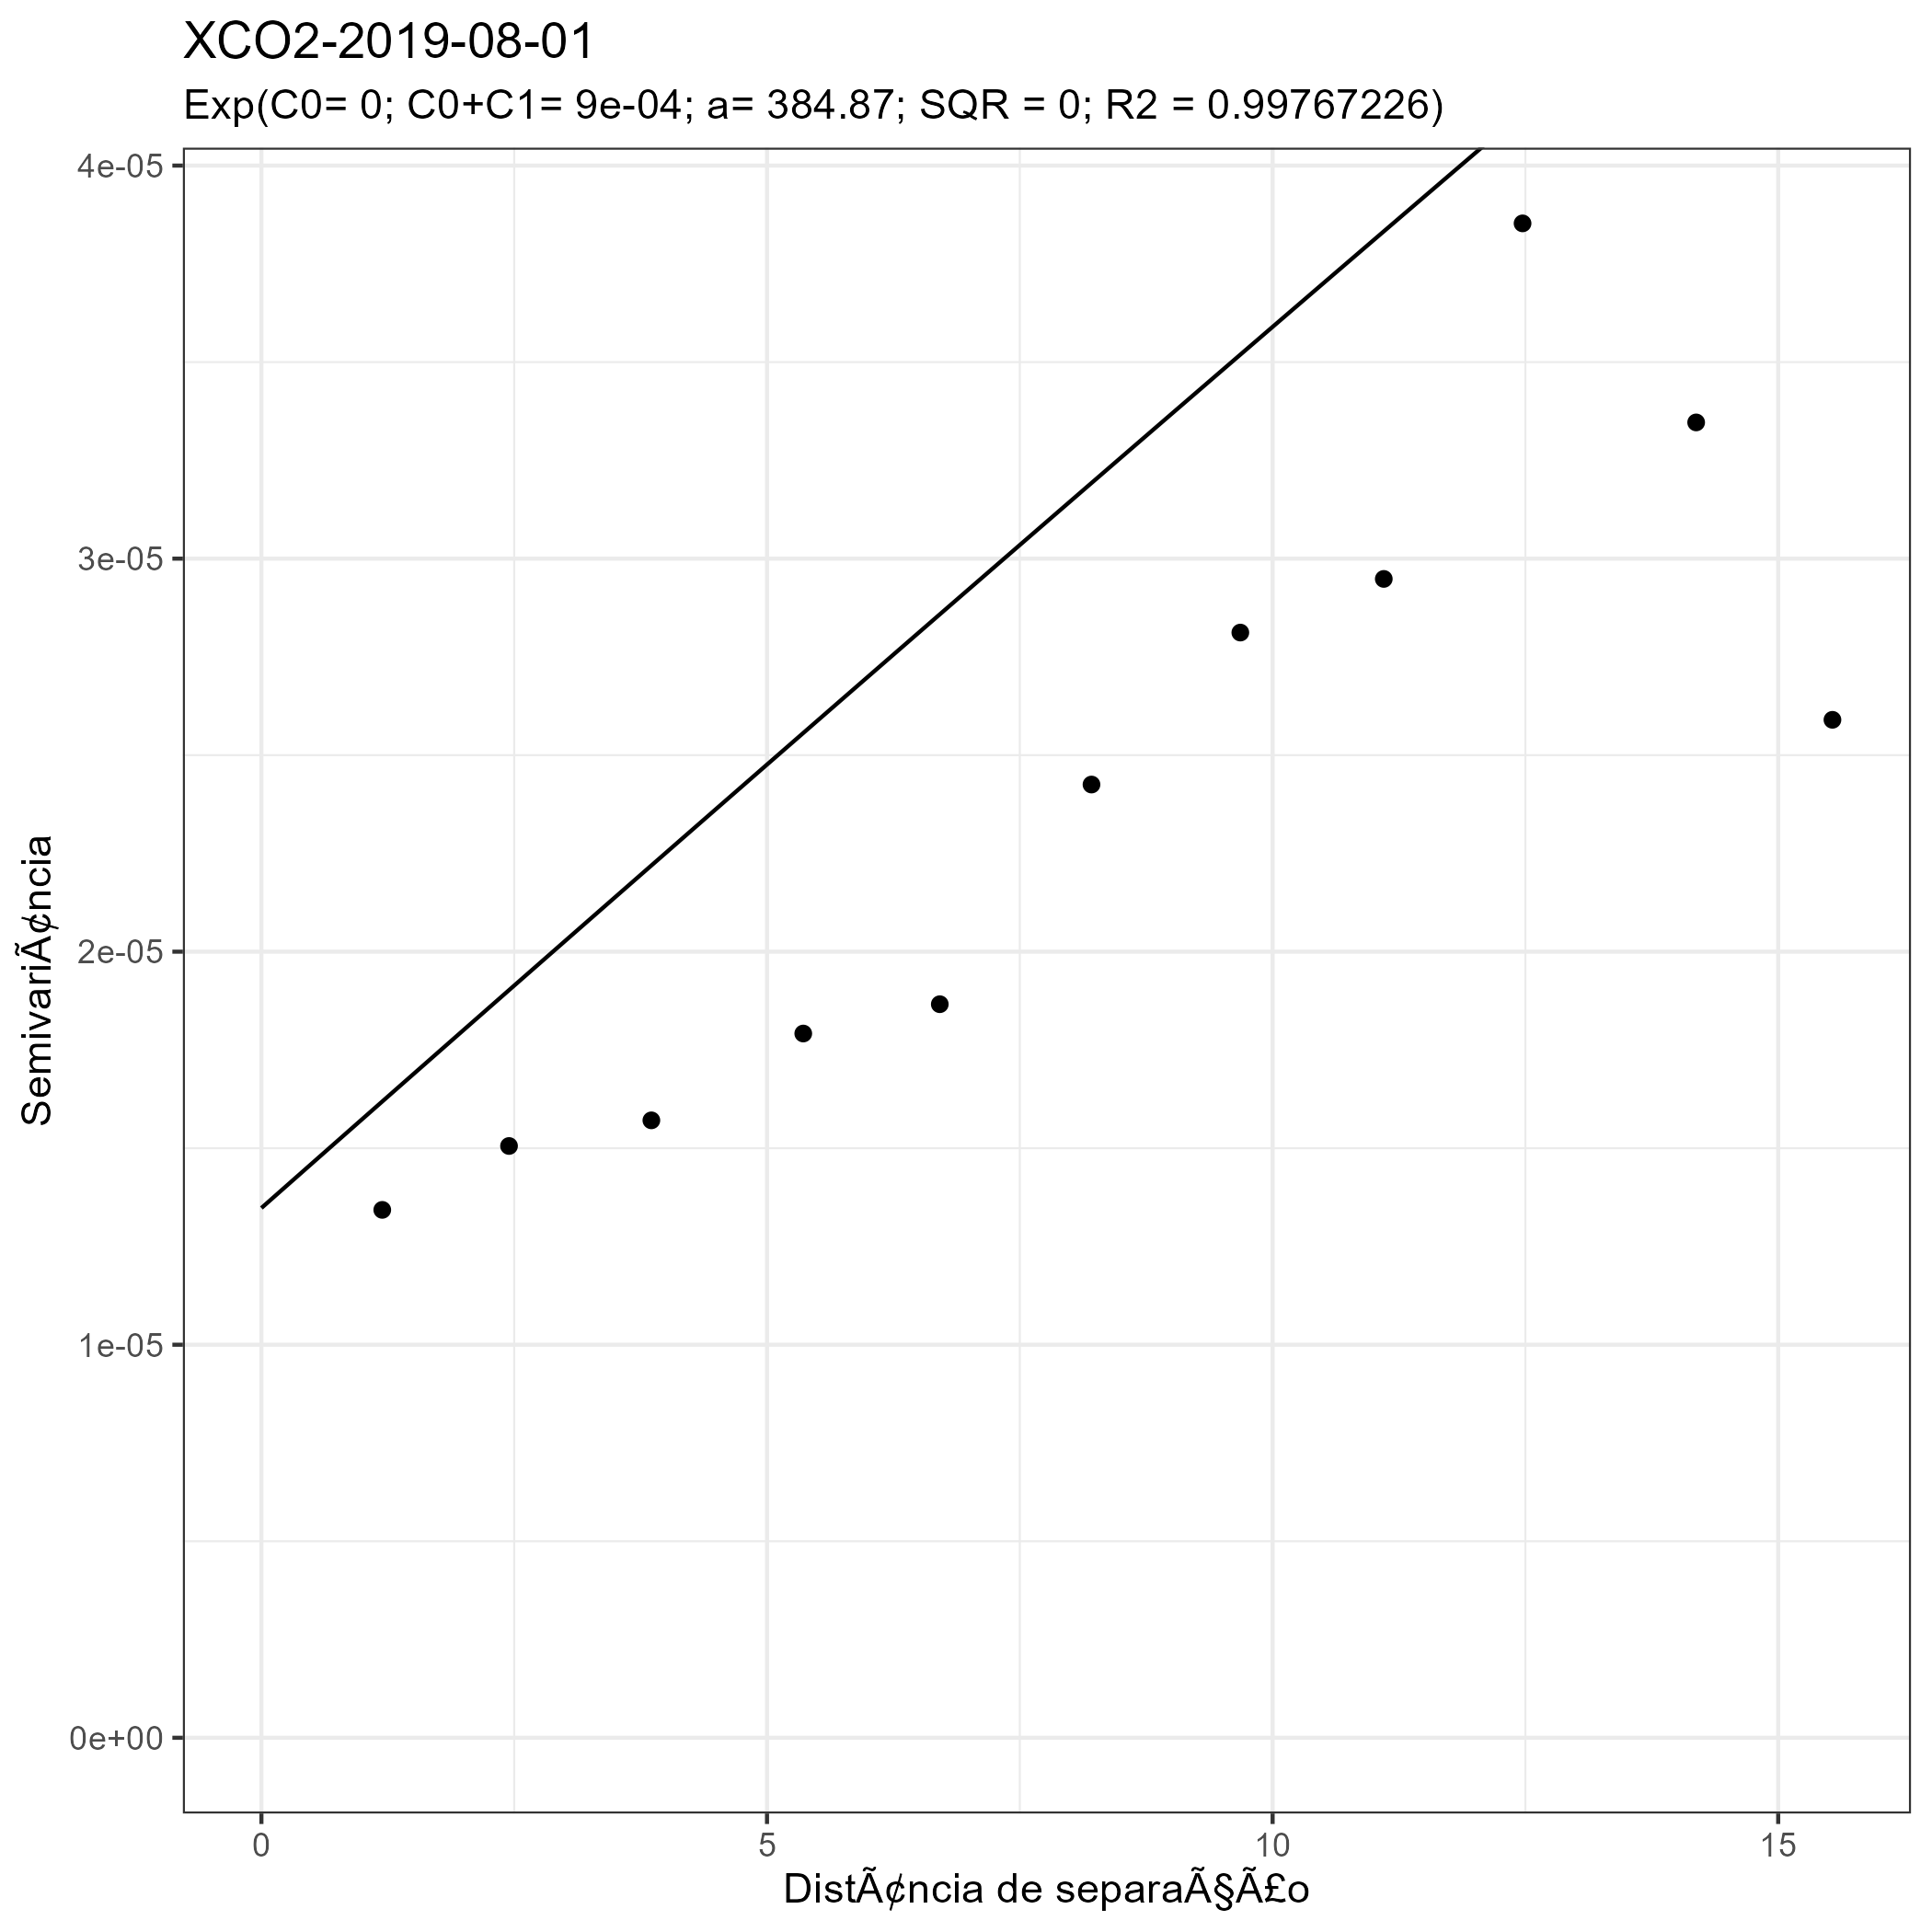 XCO2-2019-08-01
Exp(C0= 0; C0+C1= 9e-04; a= 384.87; SQR = 0; R2 = 0.99767226)
4e-05
3e-05
2e-05
1e-05
0e+00
SemivariÃ¢ncia
0 5 10 15
DistÃ¢ncia de separaÃ§Ã£o